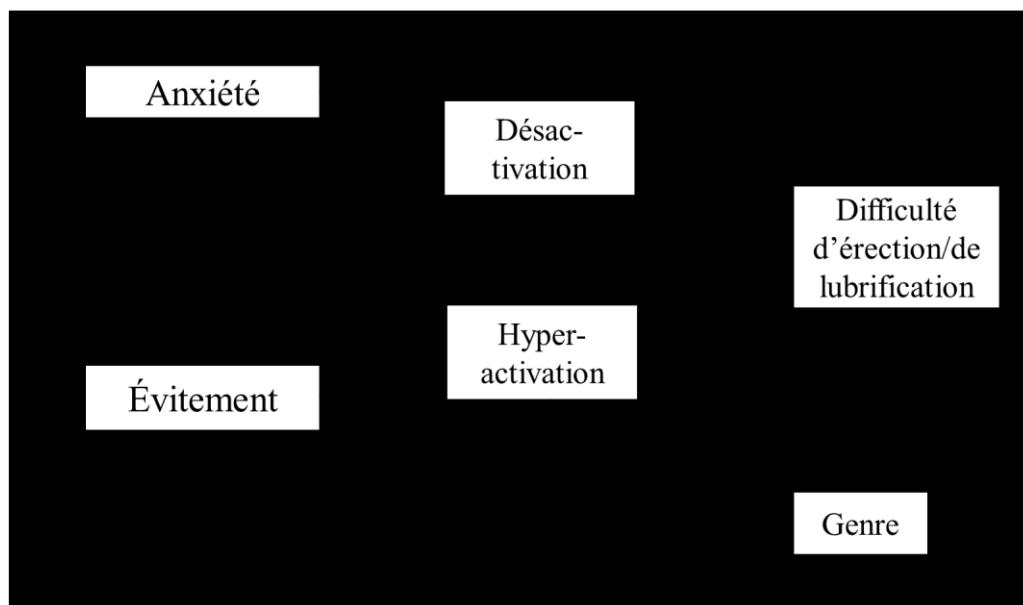 Anxiété
Désac-
tivation
Difficulté
d’érection/de
lubrification
Hyper-
activation
Évitement
Genre